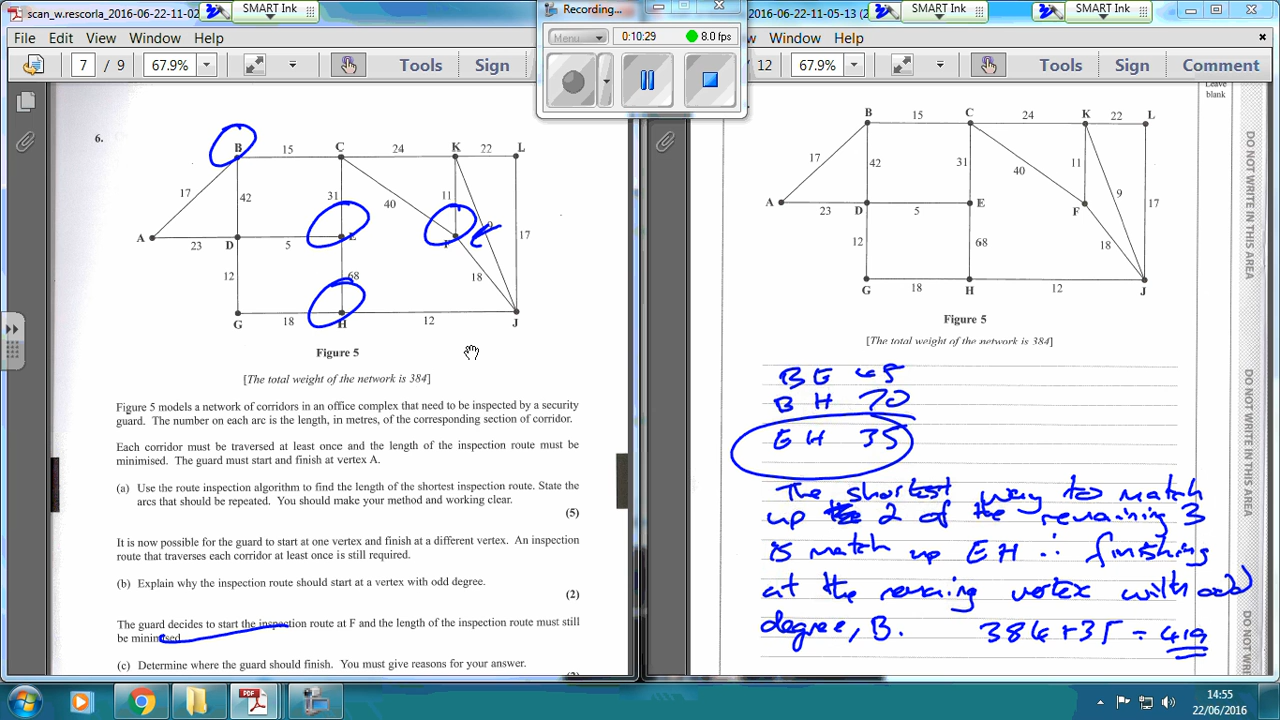 scan_w.rescorla_2016-06-22-11-02
SMART Ink
Recording...
2016-06-22-11-05-13 (2
SMART Ink
SMART Ink
File Edit View Window Help
Menu 0:10:29 8.0 fps
Window Help
7 / 9 67.9% Tools Sign
/ 12 67.9% Tools Sign Comment
Leave
blank
6.
B 15 C 24 K 22 L
17 42 31 40 11 17
A 23 D 5 E
12 68 18
G 18 H 12 J
Figure 5
[The total weight of the network is 384]
Figure 5 models a network of corridors in an office complex that need to be inspected by a security
guard. The number on each arc is the length, in metres, of the corresponding section of corridor.
Each corridor must be traversed at least once and the length of the inspection route must be
minimised. The guard must start and finish at vertex A.
(a) Use the route inspection algorithm to find the length of the shortest inspection route. State the
arcs that should be repeated. You should make your method and working clear.
(5)
It is now possible for the guard to start at one vertex and finish at a different vertex. An inspection
route that traverses each corridor at least once is still required.
(b) Explain why the inspection route should start at a vertex with odd degree.
(2)
The guard decides to start the inspection route at F and the length of the inspection route must still
be minimised.
(c) Determine where the guard should finish. You must give reasons for your answer.
B 15 C 24 K 22 L
17 42 31 40 11 9 17
A 23 D 5 E F
12 68 18
G 18 H 12 J
Figure 5
[The total weight of the network is 384]
B E 45
B H 70
E H 35
The shortest way to match
up 2 of the remaining 3
is match up EH ∴ finishing
at the remaing vertex with odd
degree, B. 384+35 = 419
DO NOT WRITE IN THIS AREA
DO NOT WRITE IN THIS AREA
DO NOT WR
14:55
22/06/2016